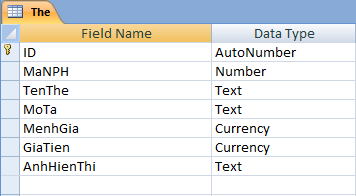 The
Field Name Data Type
ID AutoNumber
MaNPH Number
TenThe Text
MoTa Text
MenhGia Currency
GiaTien Currency
AnhHienThi Text